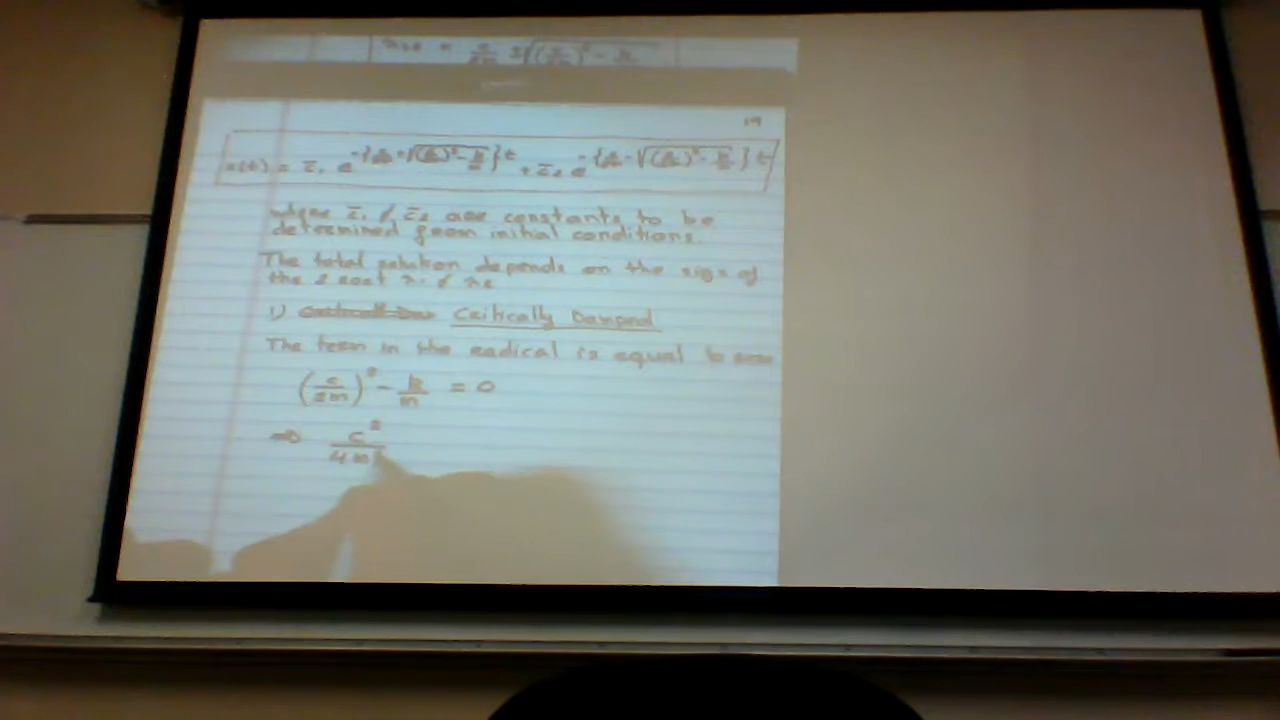 19
x(t) = c̄₁ e^-{c/2m + √((c/2m)² - k/m)}t + c̄₂ e^-{c/2m - √((c/2m)² - k/m)}t
where c̄₁ & c̄₂ are constants to be
determined from initial conditions.
The total solution depends on the sign of
the 2 root
1) Critically Damped
The term in the radical is equal to zero
(c/2m)² - k/m = 0
⇒ c²/4m